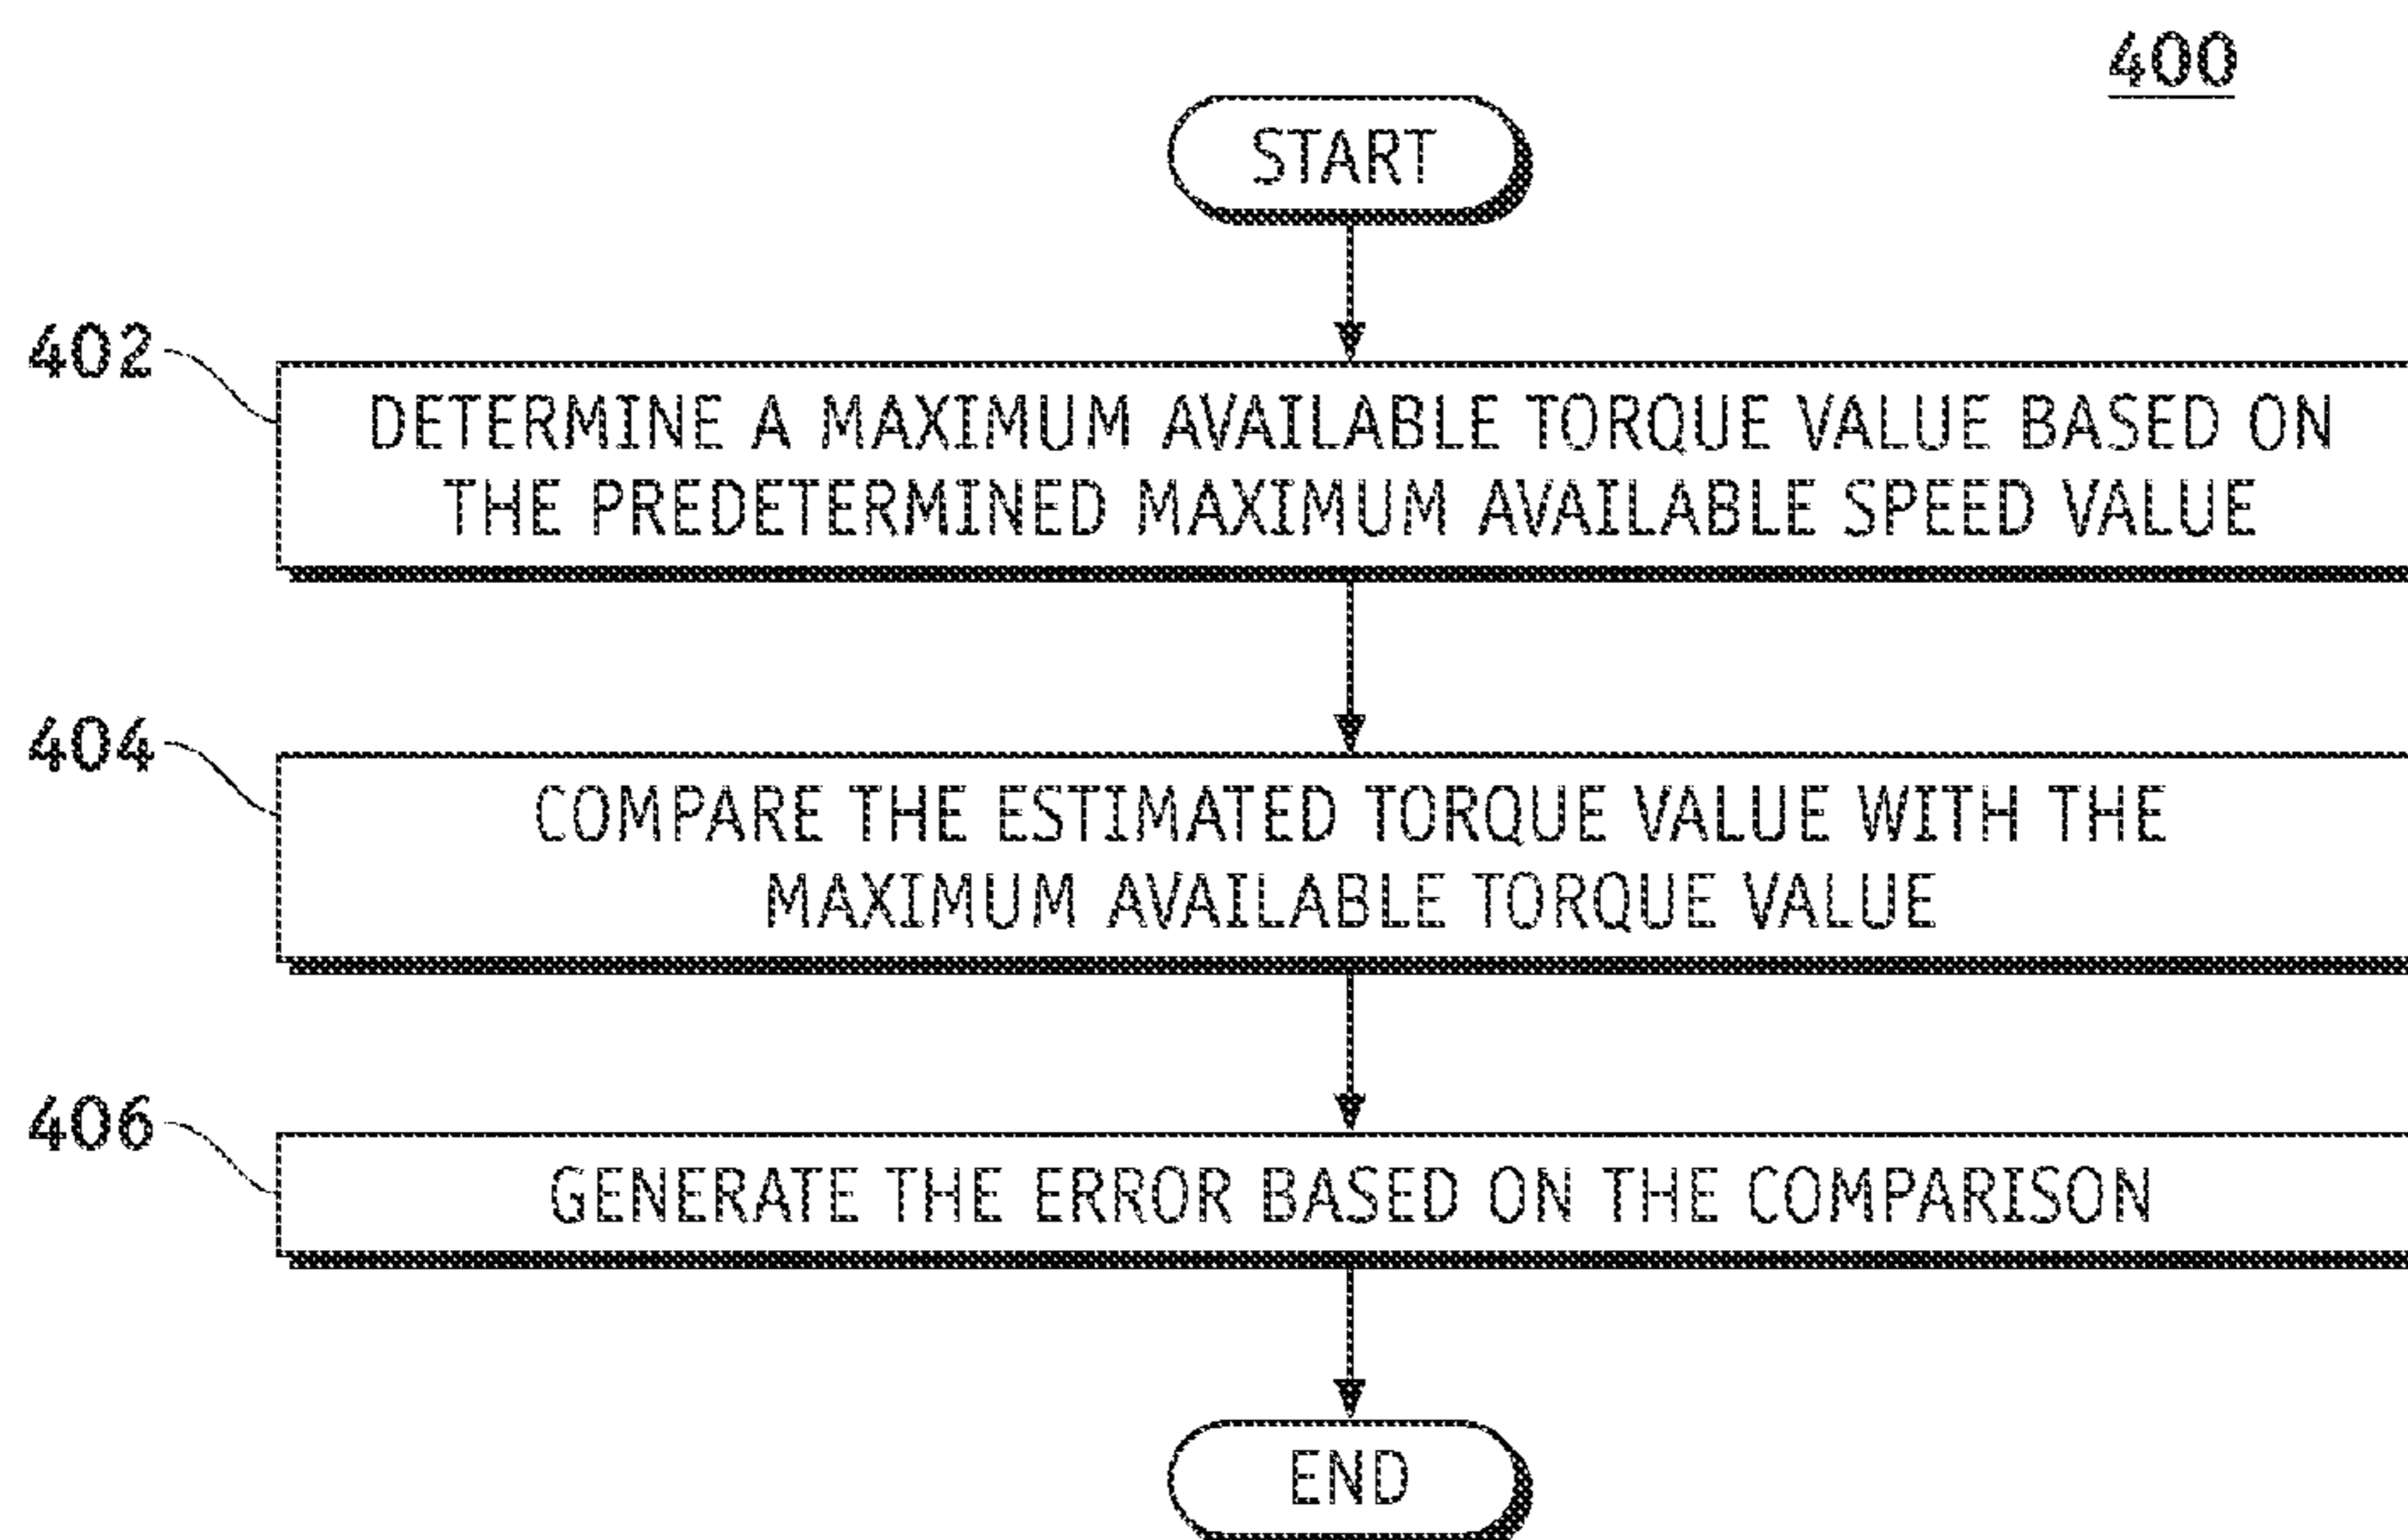 400
START
402
DETERMINE A MAXIMUM AVAILABLE TORQUE VALUE BASED ON
THE PREDETERMINED MAXIMUM AVAILABLE SPEED VALUE
404
COMPARE THE ESTIMATED TORQUE VALUE WITH THE
MAXIMUM AVAILABLE TORQUE VALUE
406
GENERATE THE ERROR BASED ON THE COMPARISON
END